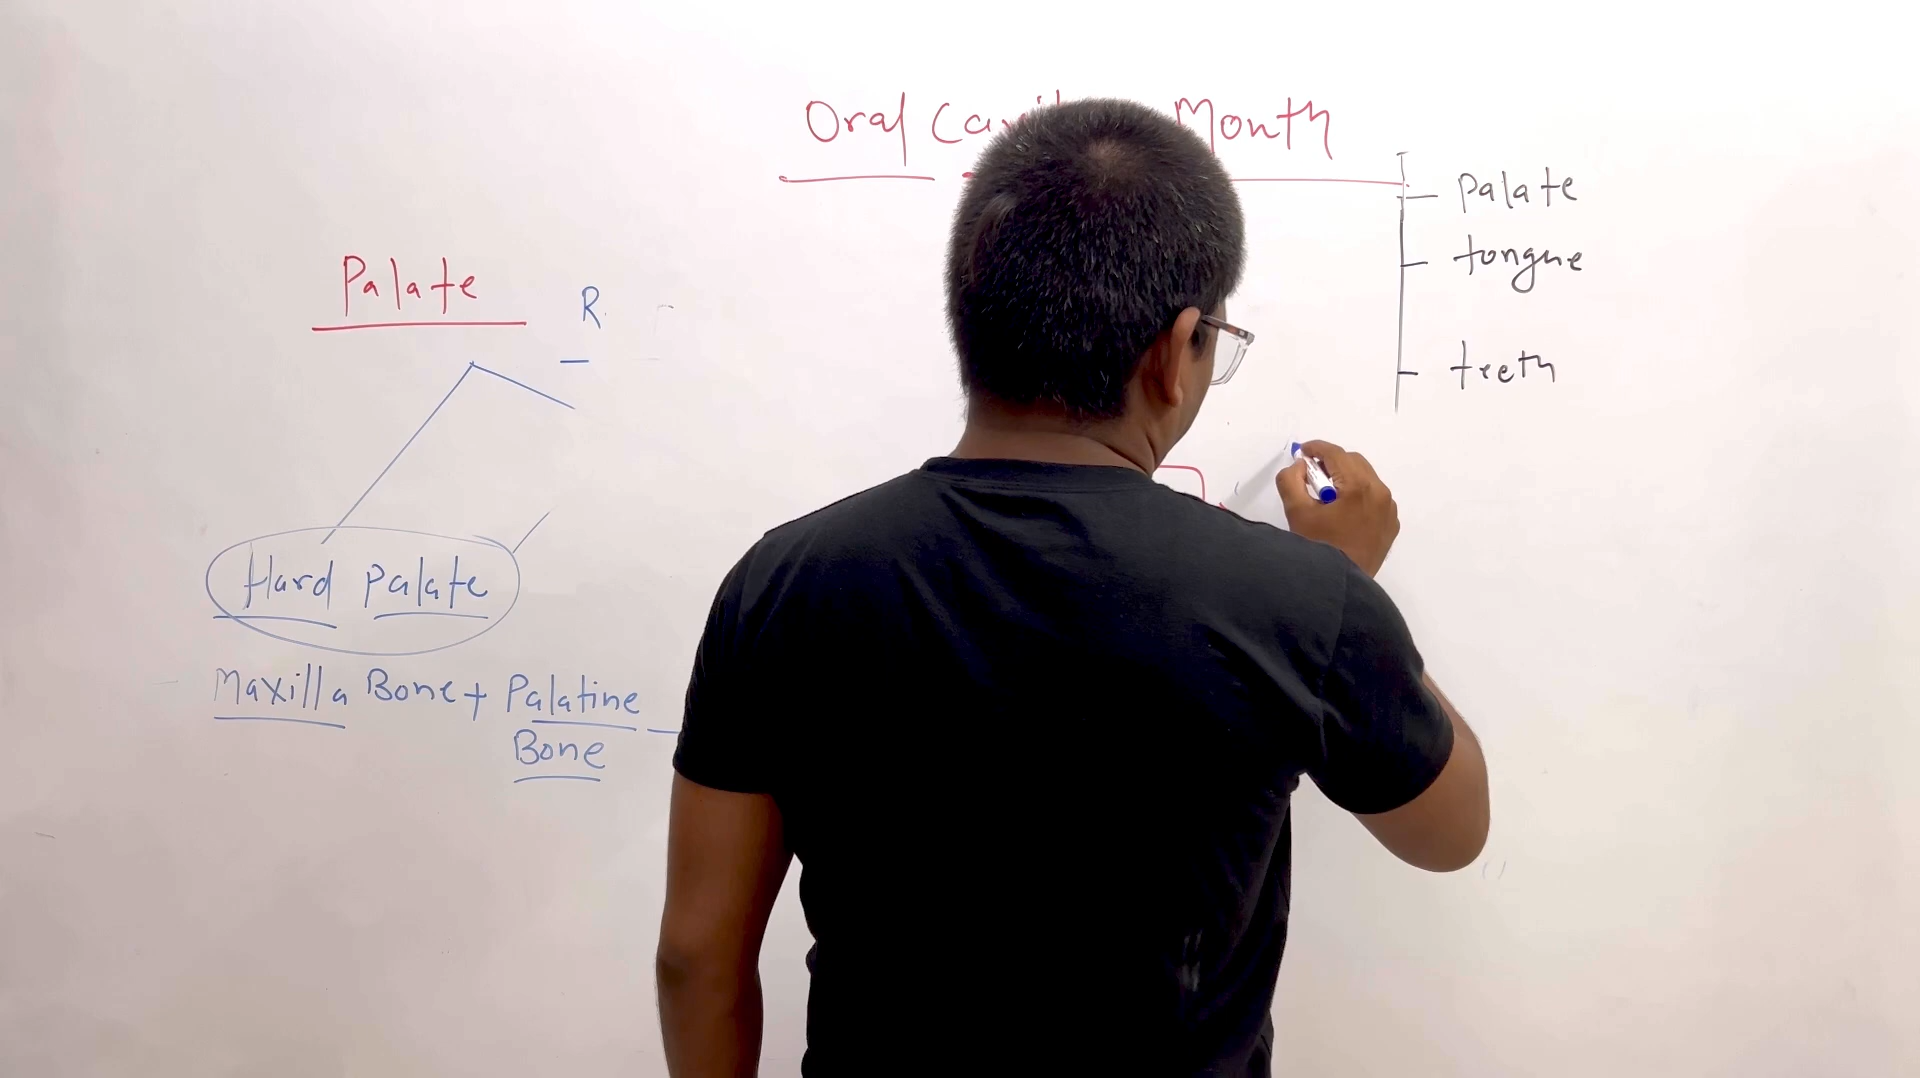 Oral Month
Palate
tongue
teeth
Palate R
Hard Palate
Maxilla Bone + Palatine
Bone